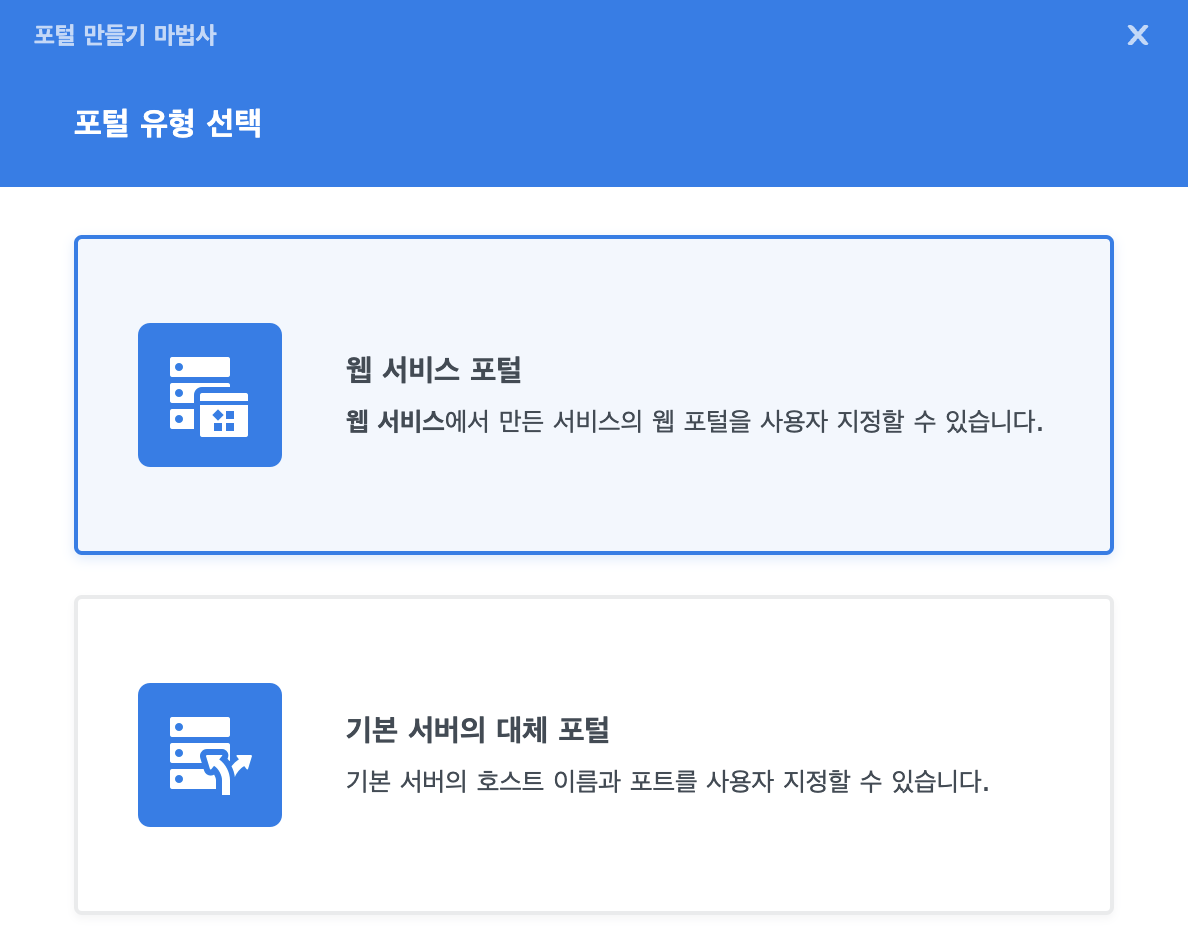 포털 만들기 마법사
포털 유형 선택
웹 서비스 포털
웹 서비스에서 만든 서비스의 웹 포털을 사용자 지정할 수 있습니다.
기본 서버의 대체 포털
기본 서버의 호스트 이름과 포트를 사용자 지정할 수 있습니다.